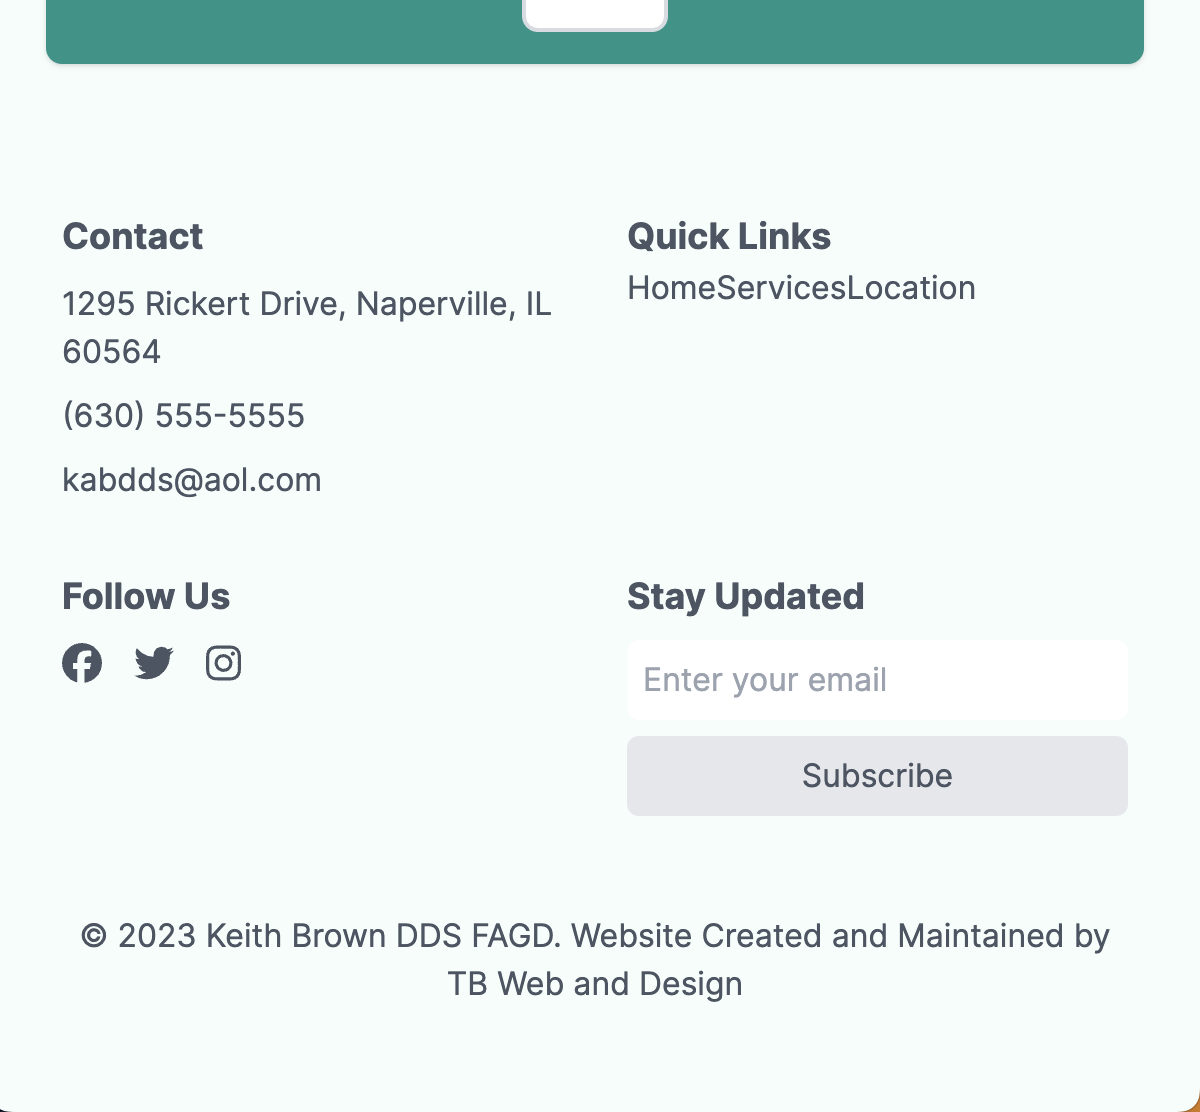 Contact
1295 Rickert Drive, Naperville, IL
60564
(630) 555-5555
kabdds@aol.com
Quick Links
HomeServicesLocation
Follow Us
Stay Updated
Enter your email
Subscribe
© 2023 Keith Brown DDS FAGD. Website Created and Maintained by
TB Web and Design